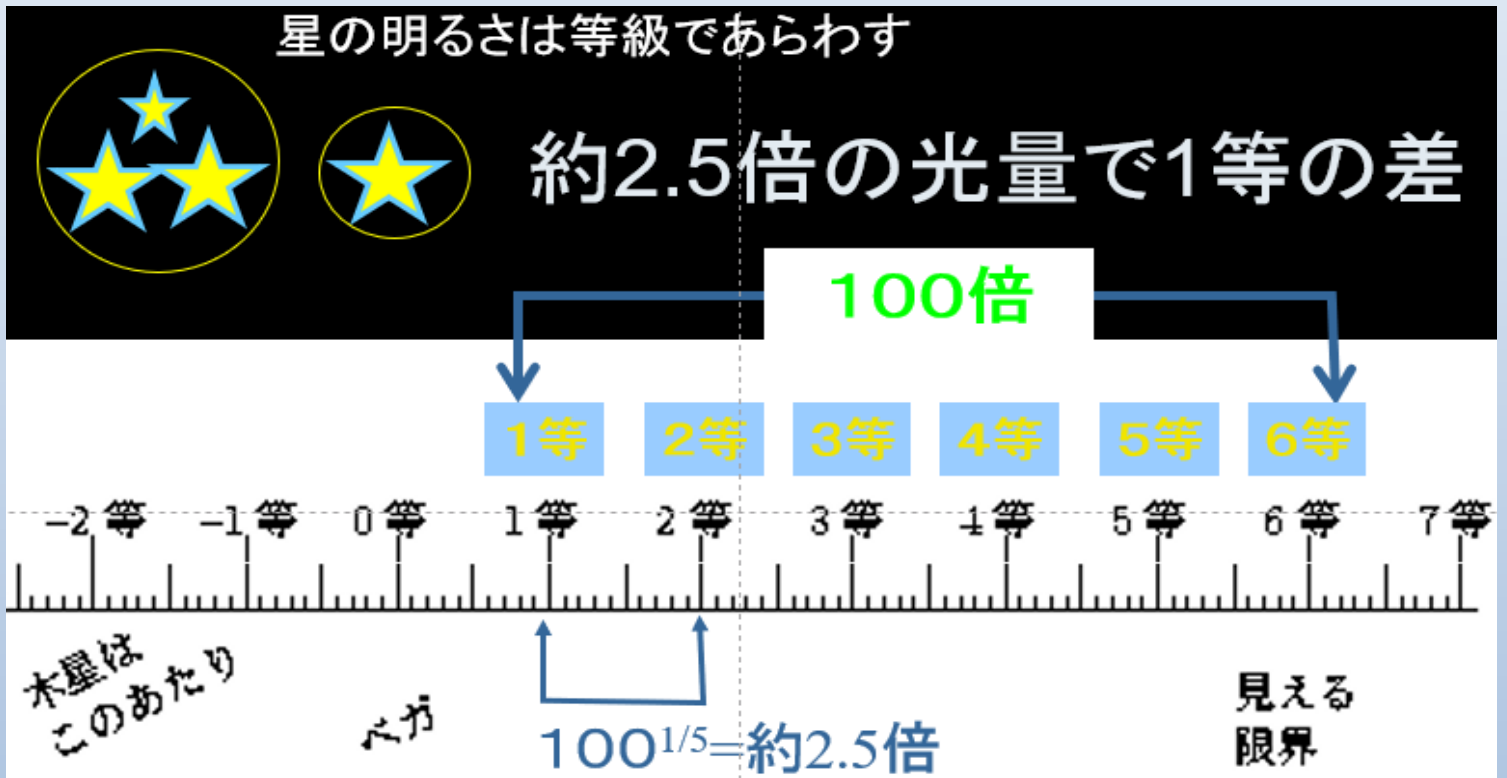 星の明るさは等級であらわす
約2.5倍の光量で1等の差
100倍
1等 2等 3等 4等 5等 6等
-2等 -1等 0等 1等 2等 3等 4等 5等 6等 7等
木星は
このあたり
ベガ
見える
限界
100^{1/5}=約2.5倍